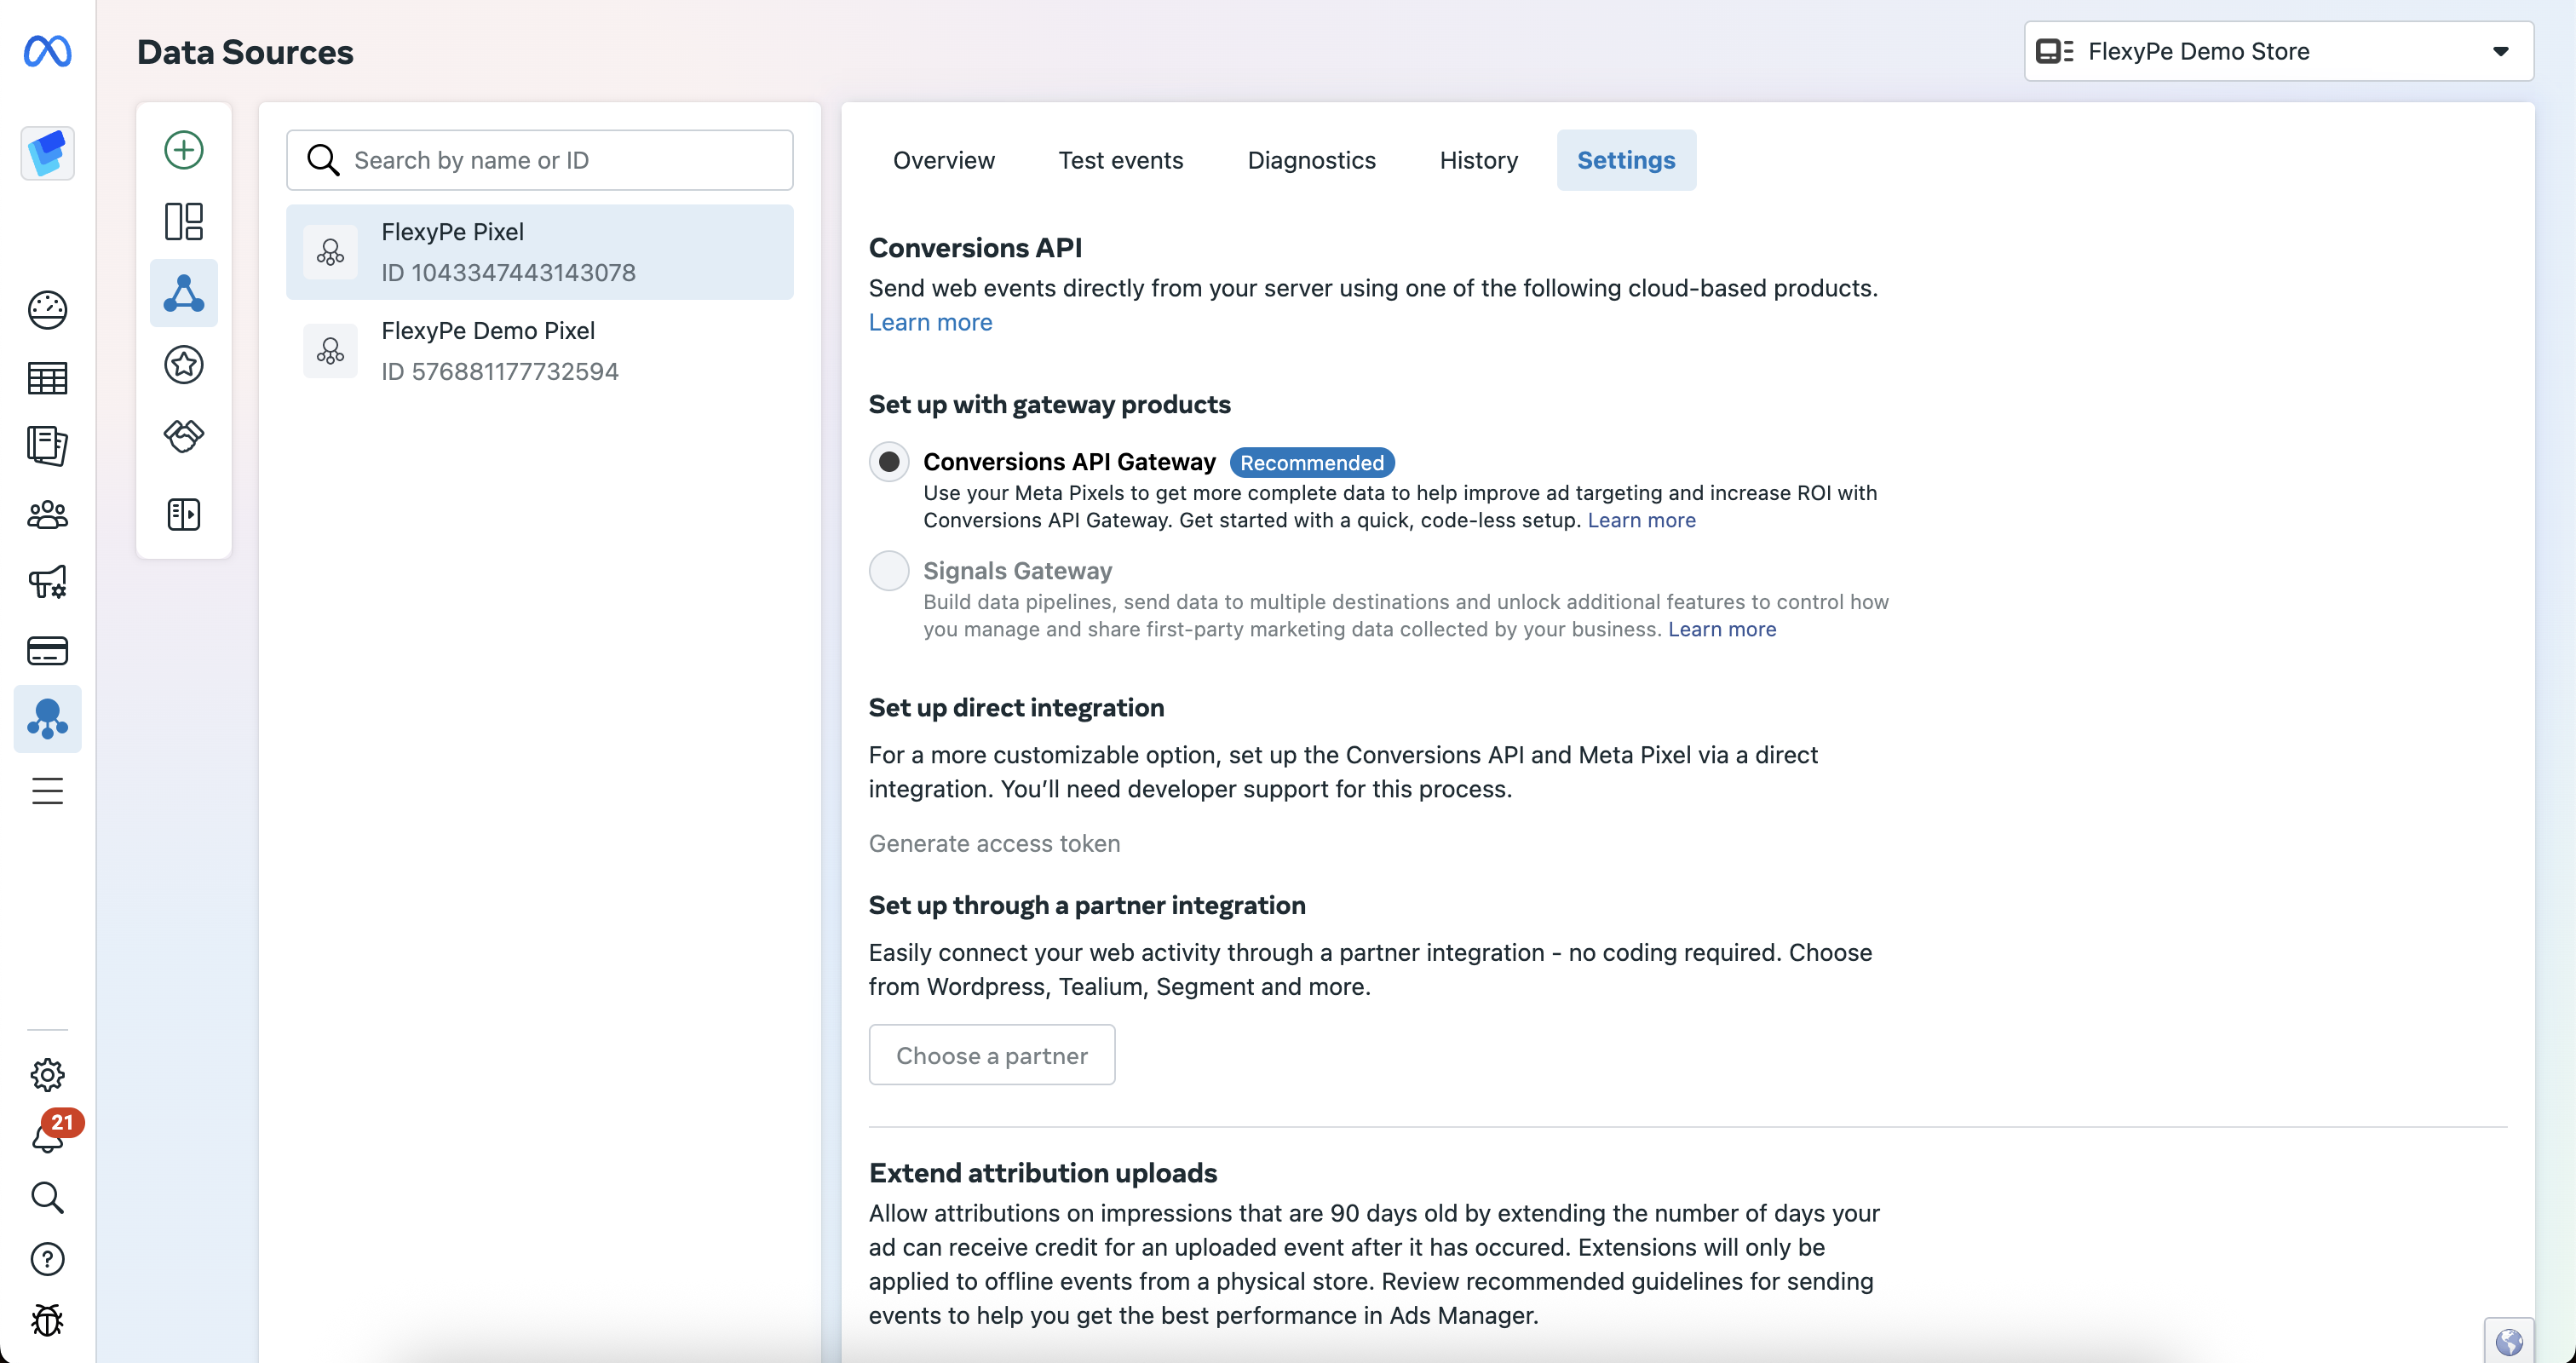 Data Sources
FlexyPe Demo Store
Search by name or ID
FlexyPe Pixel
ID 1043347443143078
FlexyPe Demo Pixel
ID 576881177732594
Overview
Test events
Diagnostics
History
Settings
Conversions API
Send web events directly from your server using one of the following cloud-based products.
Learn more
Set up with gateway products
Conversions API Gateway Recommended
Use your Meta Pixels to get more complete data to help improve ad targeting and increase ROI with
Conversions API Gateway. Get started with a quick, code-less setup. Learn more
Signals Gateway
Build data pipelines, send data to multiple destinations and unlock additional features to control how
you manage and share first-party marketing data collected by your business. Learn more
Set up direct integration
For a more customizable option, set up the Conversions API and Meta Pixel via a direct
integration. You’ll need developer support for this process.
Generate access token
Set up through a partner integration
Easily connect your web activity through a partner integration - no coding required. Choose
from Wordpress, Tealium, Segment and more.
Choose a partner
Extend attribution uploads
Allow attributions on impressions that are 90 days old by extending the number of days your
ad can receive credit for an uploaded event after it has occured. Extensions will only be
applied to offline events from a physical store. Review recommended guidelines for sending
events to help you get the best performance in Ads Manager.
21